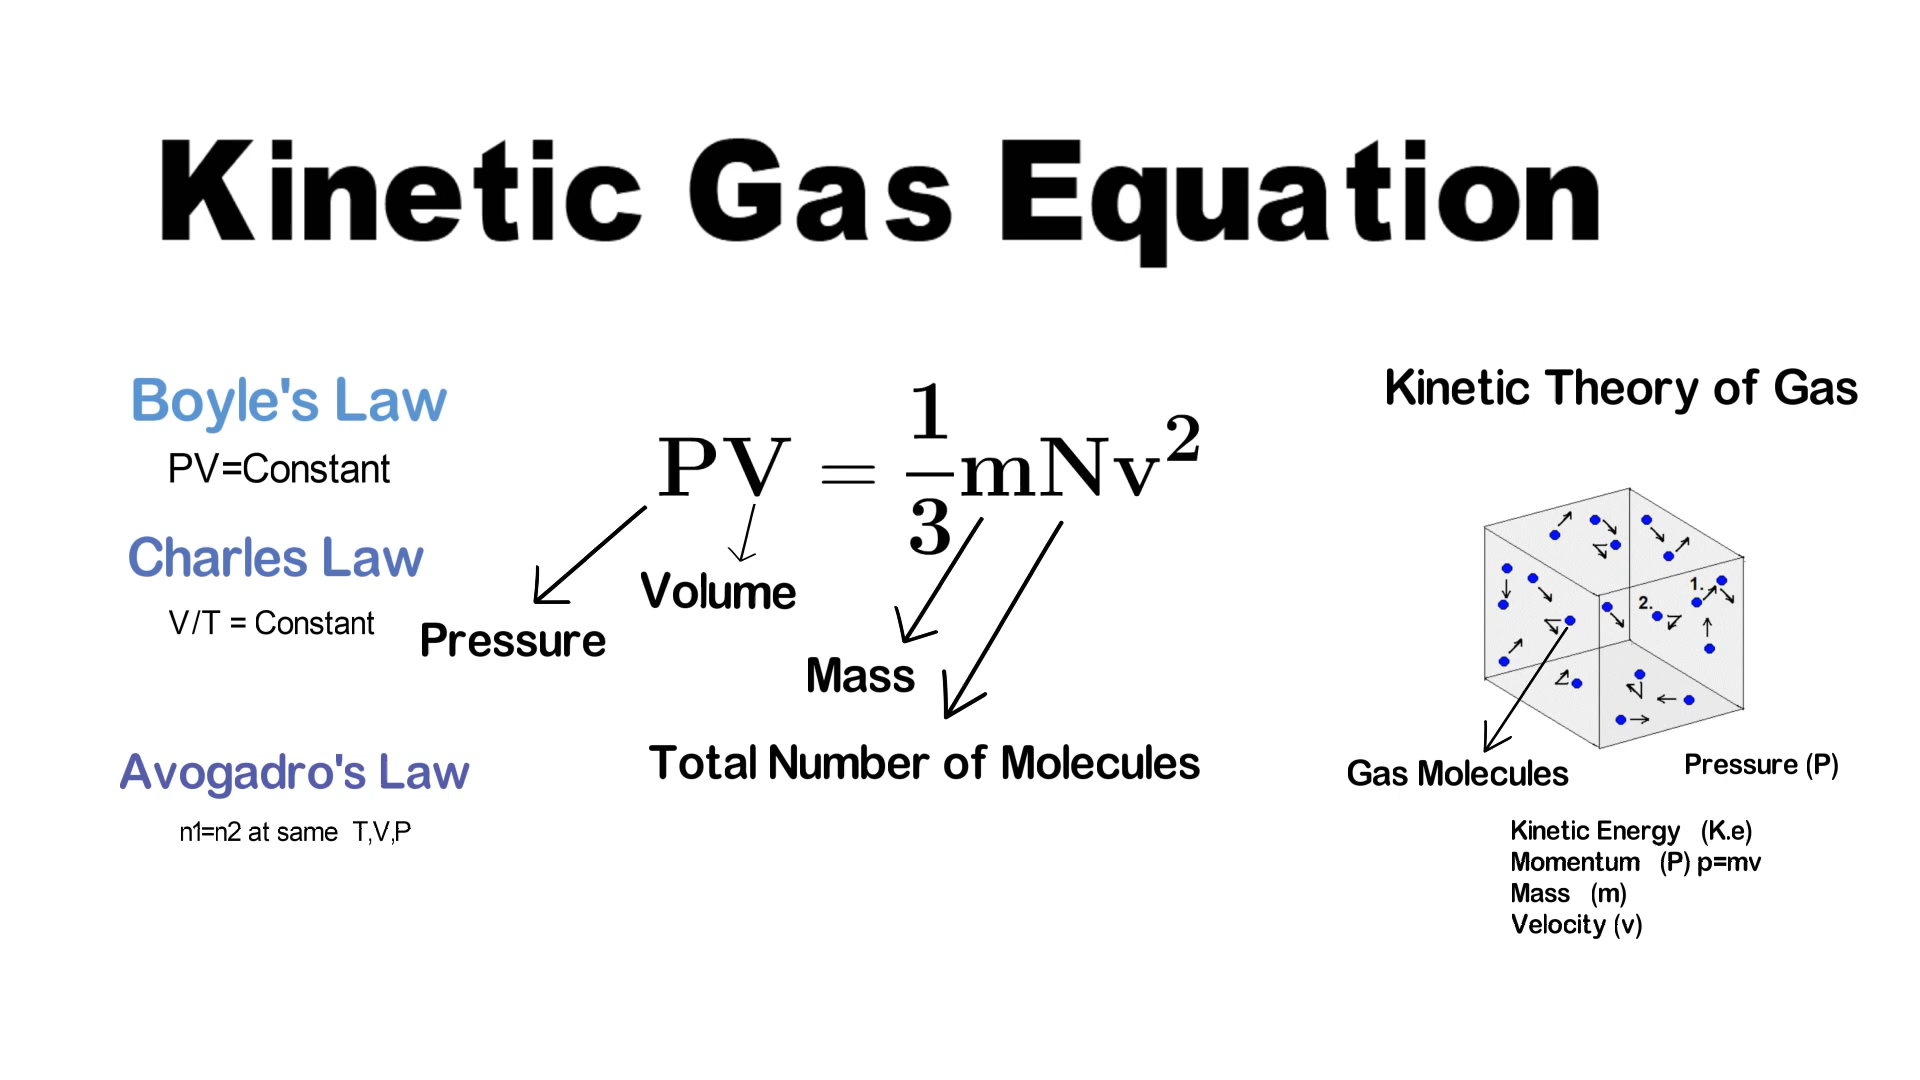 Kinetic Gas Equation
Boyle's Law
PV=Constant
Charles Law
V/T = Constant
Avogadro's Law
n1=n2 at same T,V,P
PV = 1/3 mNv²
Pressure
Volume
Mass
Total Number of Molecules
Kinetic Theory of Gas
1.
2.
Gas Molecules
Pressure (P)
Kinetic Energy (K.e)
Momentum (P) p=mv
Mass (m)
Velocity (v)